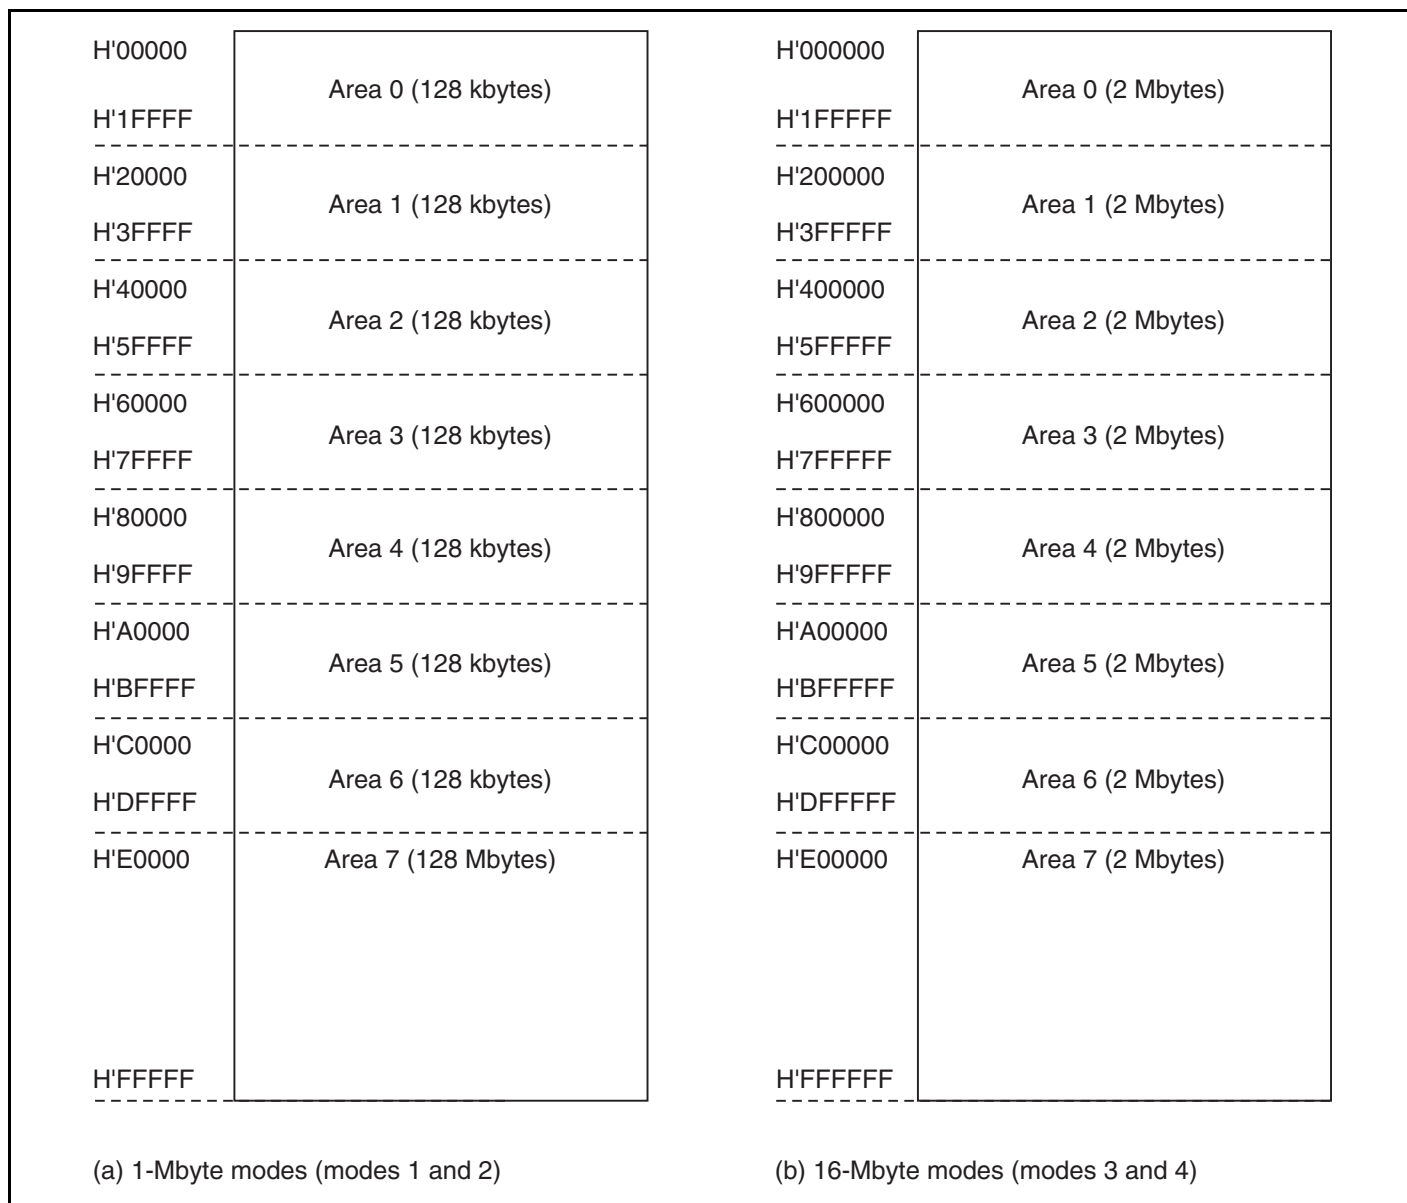 H'00000
Area 0 (128 kbytes)
H'1FFFF
H'20000
Area 1 (128 kbytes)
H'3FFFF
H'40000
Area 2 (128 kbytes)
H'5FFFF
H'60000
Area 3 (128 kbytes)
H'7FFFF
H'80000
Area 4 (128 kbytes)
H'9FFFF
H'A0000
Area 5 (128 kbytes)
H'BFFFF
H'C0000
Area 6 (128 kbytes)
H'DFFFF
H'E0000
Area 7 (128 Mbytes)
H'FFFFF
(a) 1-Mbyte modes (modes 1 and 2)
H'000000
Area 0 (2 Mbytes)
H'1FFFFF
H'200000
Area 1 (2 Mbytes)
H'3FFFFF
H'400000
Area 2 (2 Mbytes)
H'5FFFFF
H'600000
Area 3 (2 Mbytes)
H'7FFFFF
H'800000
Area 4 (2 Mbytes)
H'9FFFFF
H'A00000
Area 5 (2 Mbytes)
H'BFFFFF
H'C00000
Area 6 (2 Mbytes)
H'DFFFFF
H'E00000
Area 7 (2 Mbytes)
H'FFFFFF
(b) 16-Mbyte modes (modes 3 and 4)